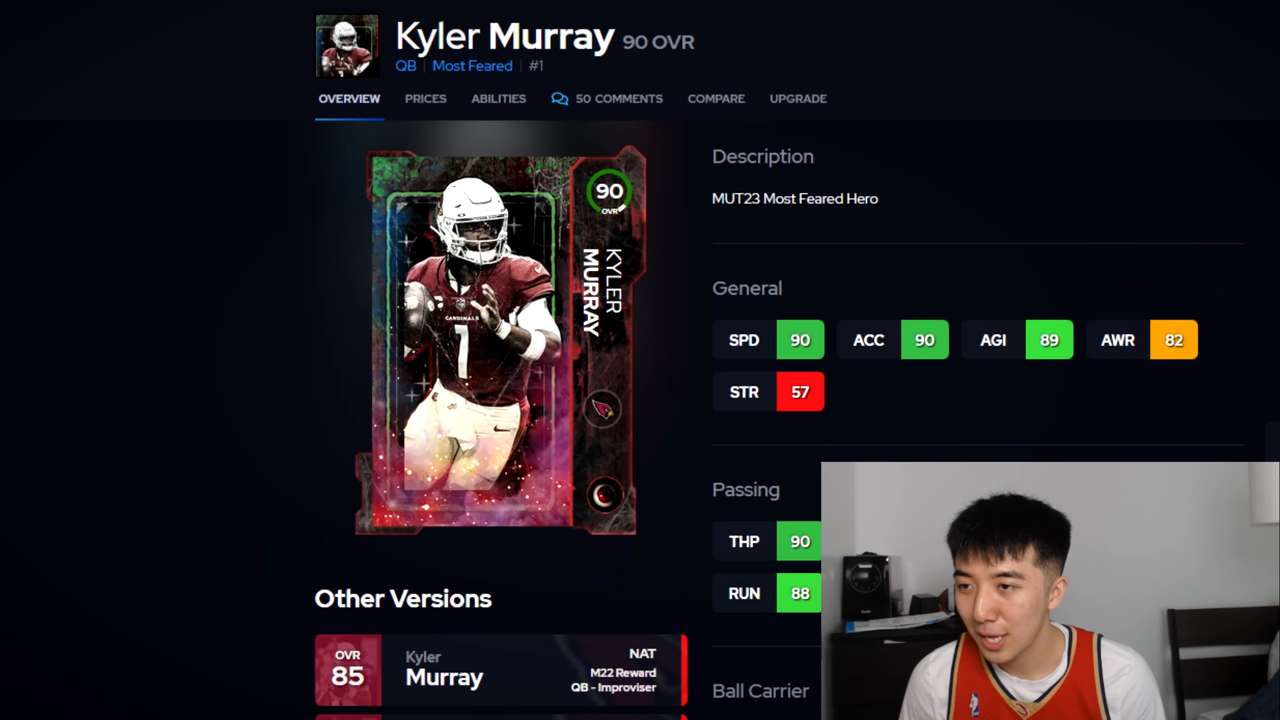 Kyler Murray 90 OVR
QB | Most Feared | #1
OVERVIEW PRICES ABILITIES 50 COMMENTS COMPARE UPGRADE
90
OVR
KYLER
MURRAY
CARDINALS
1
Description
MUT23 Most Feared Hero
General
SPD 90 ACC 90 AGI 89 AWR 82
STR 57
Passing
THP 90
RUN 88
Ball Carrier
Other Versions
OVR
85
Kyler
Murray
NAT
M22 Reward
QB - Improviser